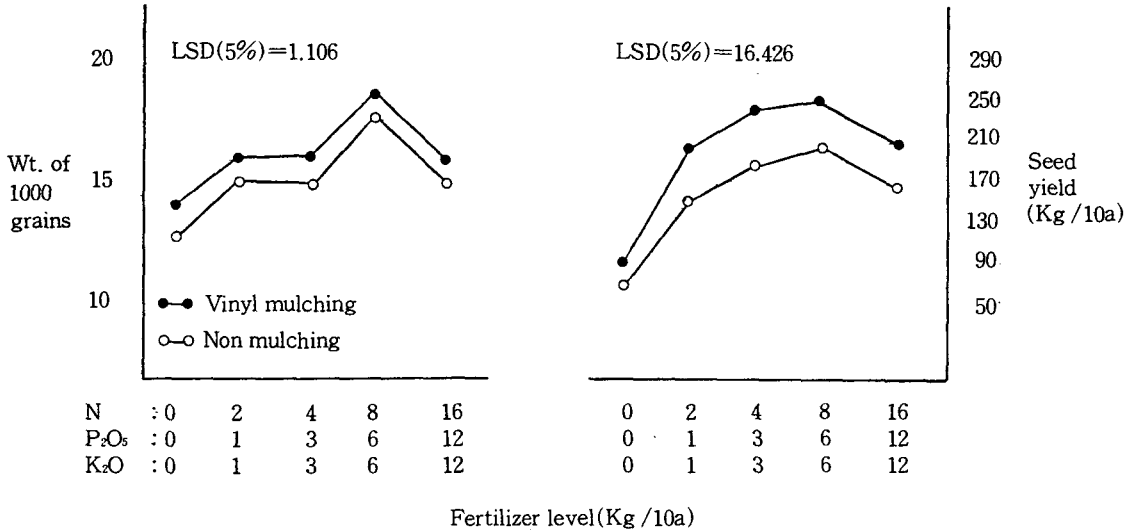 LSD(5%)=1.106
20
15
10
Wt. of
1000
grains
Vinyl mulching
Non mulching
LSD(5%)=16.426
290
250
210
170
130
90
50
Seed
yield
(Kg/10a)
N :0 2 4 8 16 0 2 4 8 16
P₂O₅ :0 1 3 6 12 0 1 3 6 12
K₂O :0 1 3 6 12 0 1 3 6 12
Fertilizer level(Kg/10a)